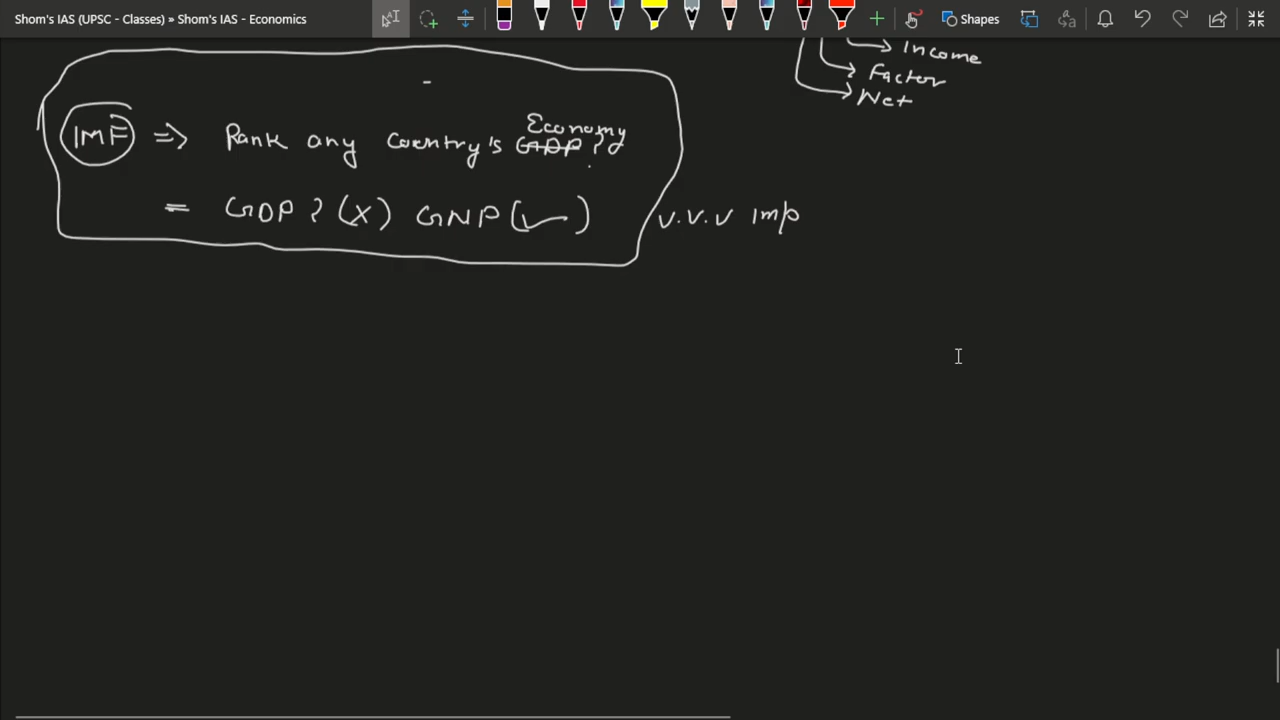 Shom's IAS (UPSC - Classes) » Shom's IAS - Economics
Shapes
Income
Factor
Net
Economy
IMF => Rank any Country's GDP?
= GDP? (X) GNP (✓) v.v.v imp